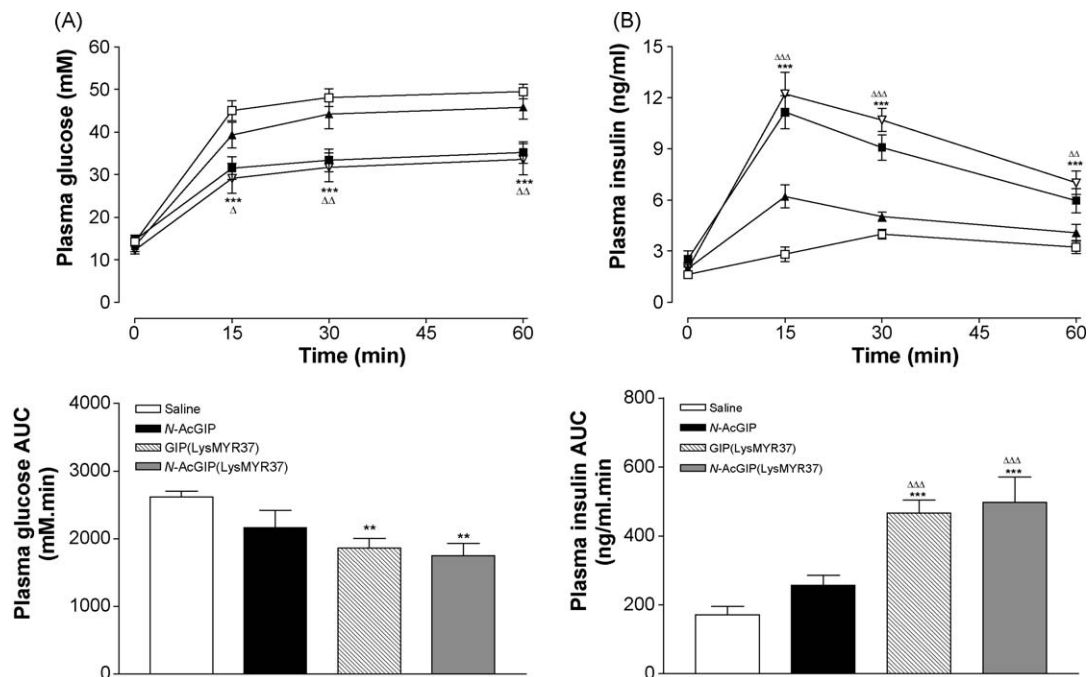 (A)
60
50
40
30
20
10
0
Plasma glucose (mM)
***
Δ
***
ΔΔ
***
ΔΔ
0 15 30 45 60
Time (min)
(B)
15
12
9
6
3
0
Plasma insulin (ng/ml)
ΔΔΔ
***
ΔΔΔ
***
ΔΔ
***
0 15 30 45 60
Time (min)
4000
3000
2000
1000
0
Plasma glucose AUC
(mM.min)
Saline
N-AcGIP
GIP(LysMYR37)
N-AcGIP(LysMYR37)
**
**
800
600
400
200
0
Plasma insulin AUC
(ng/ml.min)
Saline
N-AcGIP
GIP(LysMYR37)
N-AcGIP(LysMYR37)
ΔΔΔ
***
ΔΔΔ
***